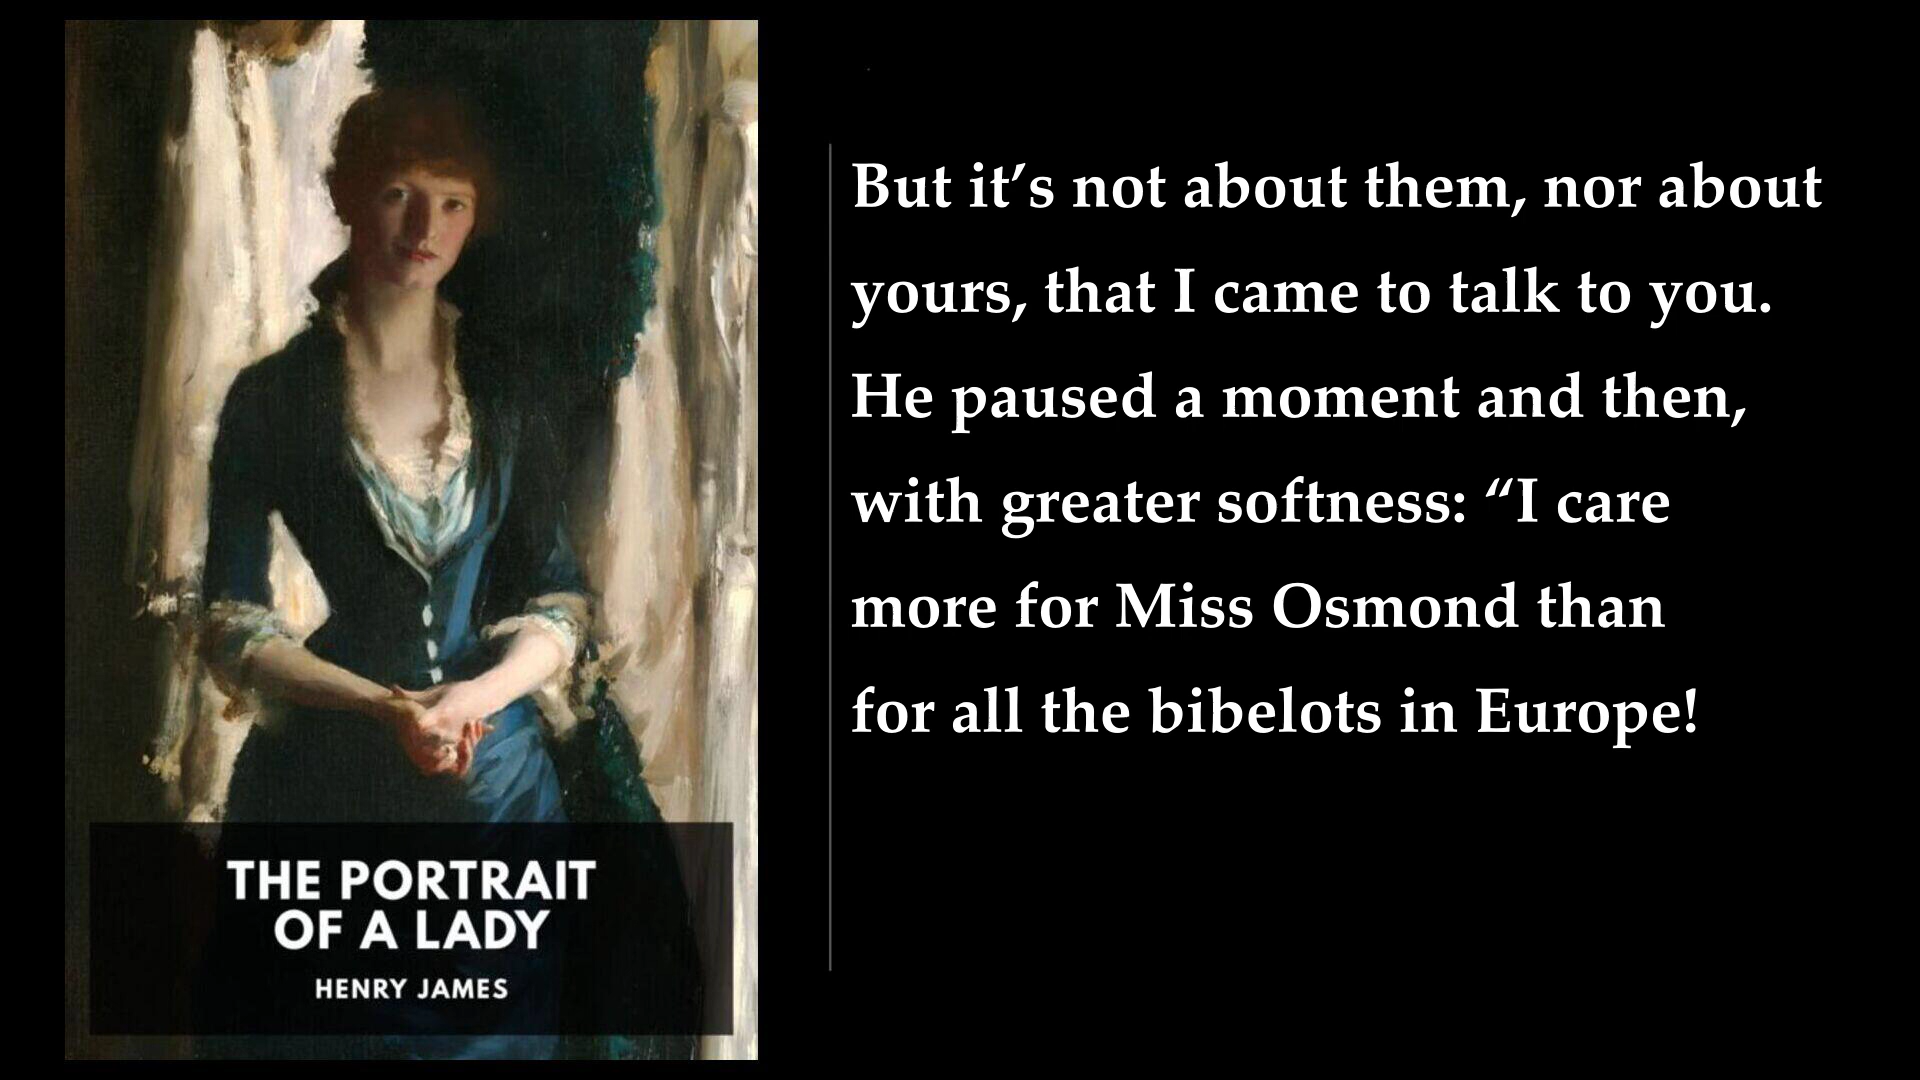 THE PORTRAIT
OF A LADY
HENRY JAMES
But it’s not about them, nor about
yours, that I came to talk to you.
He paused a moment and then,
with greater softness: “I care
more for Miss Osmond than
for all the bibelots in Europe!